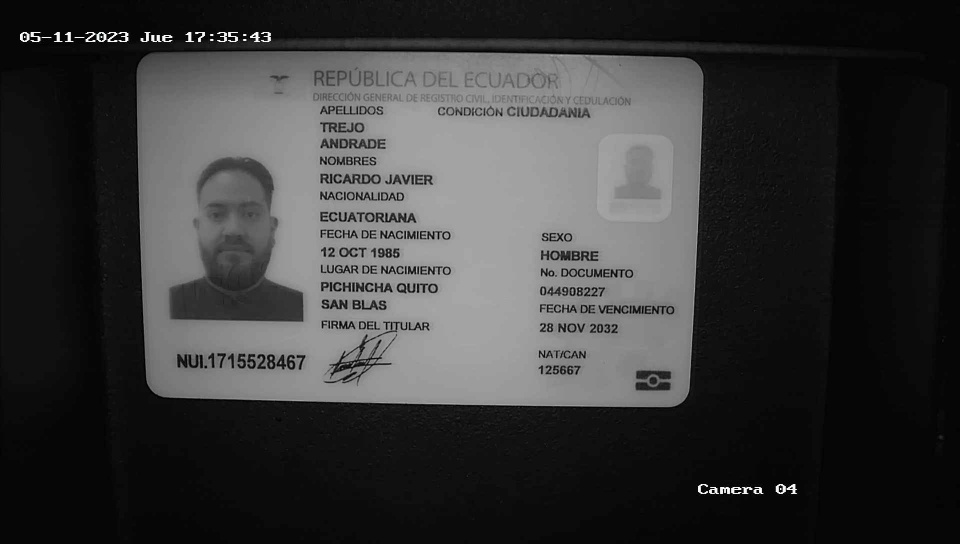 05-11-2023 Jue 17:35:43
REPÚBLICA DEL ECUADOR
DIRECCIÓN GENERAL DE REGISTRO CIVIL, IDENTIFICACIÓN Y CEDULACIÓN
APELLIDOS CONDICIÓN CIUDADANIA
TREJO
ANDRADE
NOMBRES
RICARDO JAVIER
NACIONALIDAD
ECUATORIANA
FECHA DE NACIMIENTO
12 OCT 1985
LUGAR DE NACIMIENTO
PICHINCHA QUITO
SAN BLAS
FIRMA DEL TITULAR
SEXO
HOMBRE
No. DOCUMENTO
044908227
FECHA DE VENCIMIENTO
28 NOV 2032
NAT/CAN
125667
NUI.1715528467
Camera 04